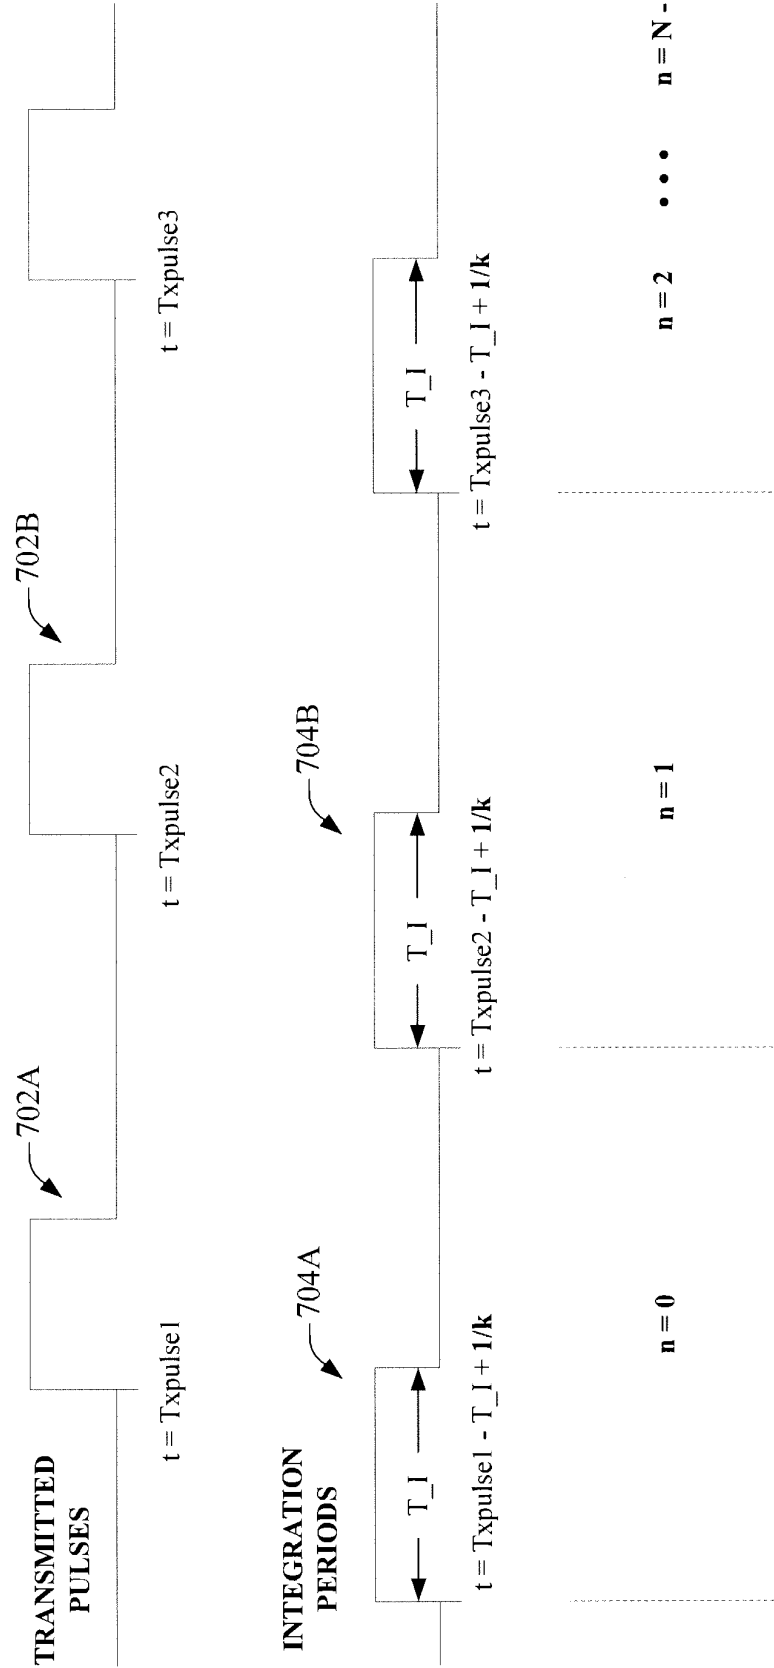 TRANSMITTED
PULSES
702A
702B
t = Txpulse1
t = Txpulse2
t = Txpulse3
INTEGRATION
PERIODS
704A
704B
T_I
T_I
T_I
t = Txpulse1 - T_I + 1/k
t = Txpulse2 - T_I + 1/k
t = Txpulse3 - T_I + 1/k
n = 0
n = 1
n = 2
• • •
n = N -